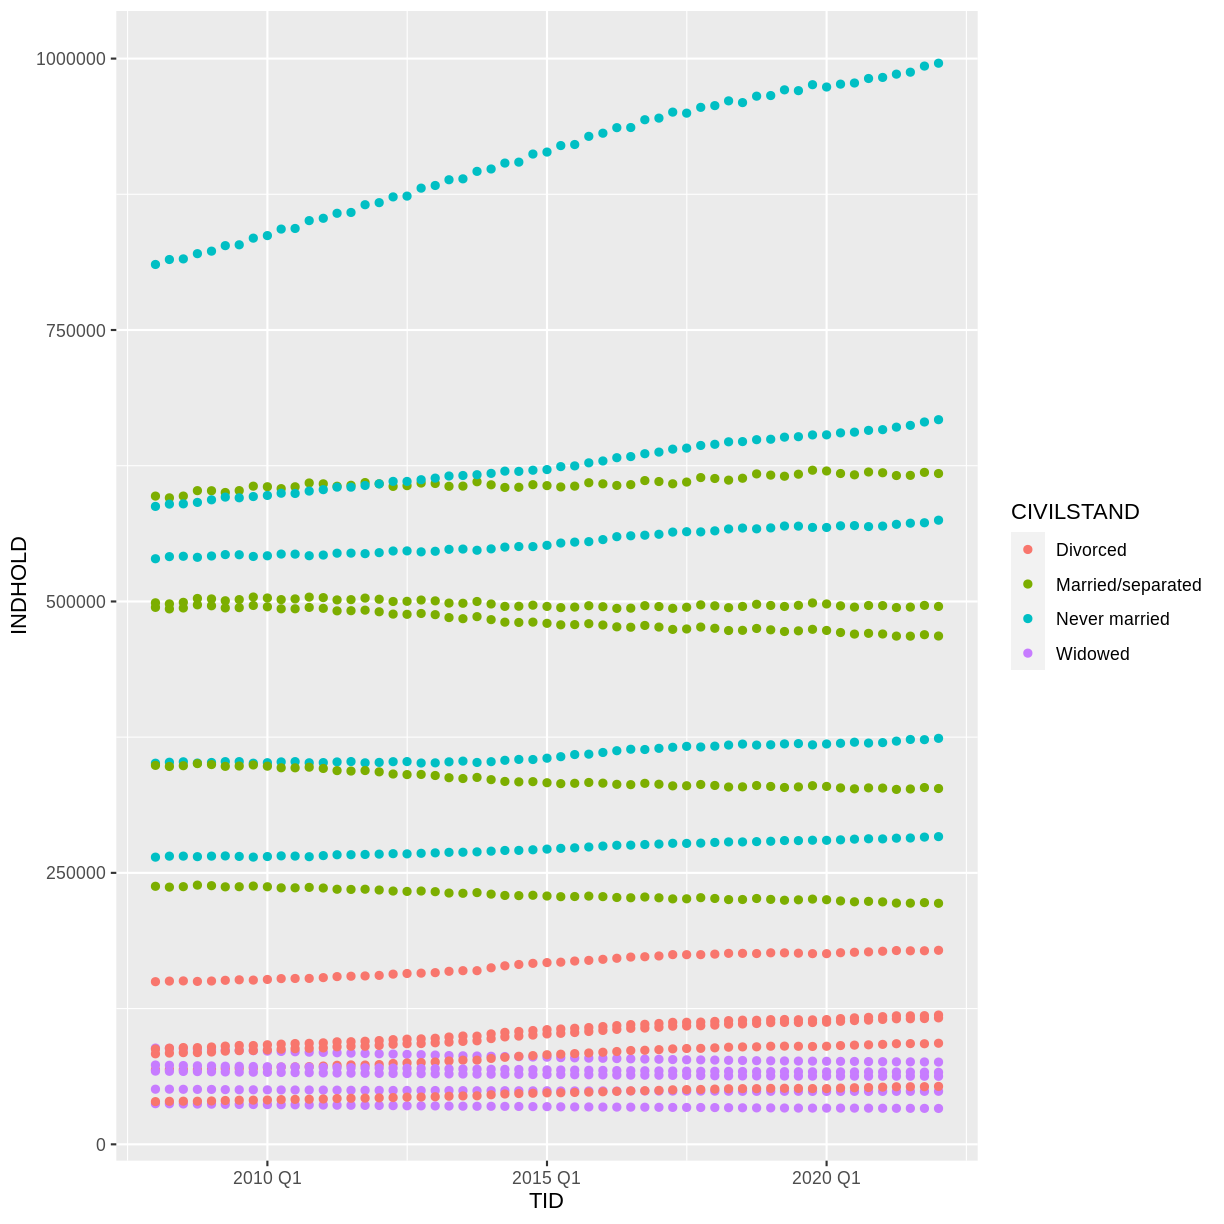 1000000
750000
500000
250000
0
INDHOLD
2010 Q1
2015 Q1
2020 Q1
TID
CIVILSTAND
Divorced
Married/separated
Never married
Widowed